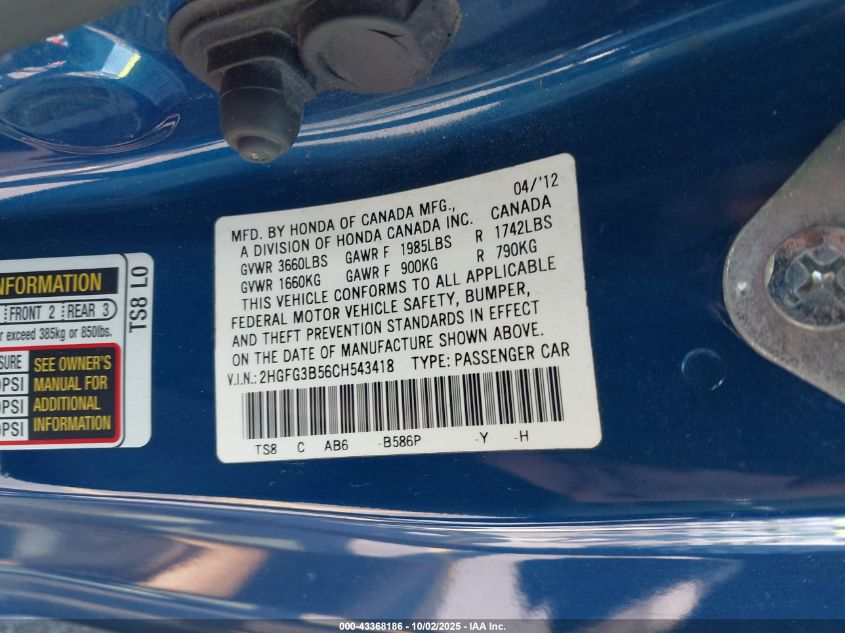 04/'12
MFD. BY HONDA OF CANADA MFG., CANADA
A DIVISION OF HONDA CANADA INC.
GVWR 3660LBS GAWR F 1985LBS R 1742LBS
GVWR 1660KG GAWR F 900KG R 790KG
THIS VEHICLE CONFORMS TO ALL APPLICABLE
FEDERAL MOTOR VEHICLE SAFETY, BUMPER,
AND THEFT PREVENTION STANDARDS IN EFFECT
ON THE DATE OF MANUFACTURE SHOWN ABOVE.
V.I.N.: 2HGFG3B56CH543418 TYPE: PASSENGER CAR
TS8 C AB6 -B586P -Y -H
FRONT 2 REAR 3
exceed 385kg or 850lbs.
SEE OWNER'S
MANUAL FOR
ADDITIONAL
INFORMATION
TS8 L0
000-43368186 - 10/02/2025 - IAA Inc.